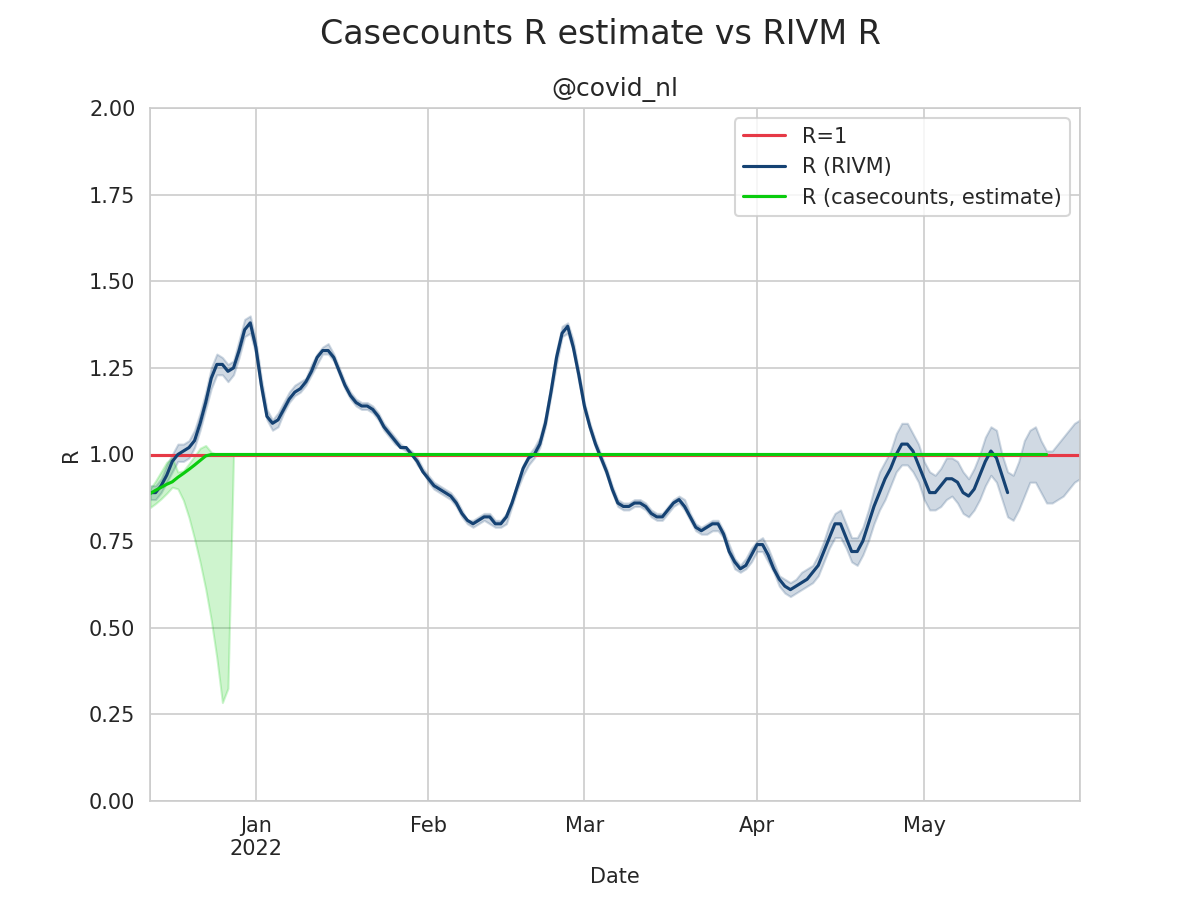 Casecounts R estimate vs RIVM R
@covid_nl
R=1
R (RIVM)
R (casecounts, estimate)
2.00
1.75
1.50
1.25
1.00
0.75
0.50
0.25
0.00
R
Jan Feb Mar Apr May
2022
Date